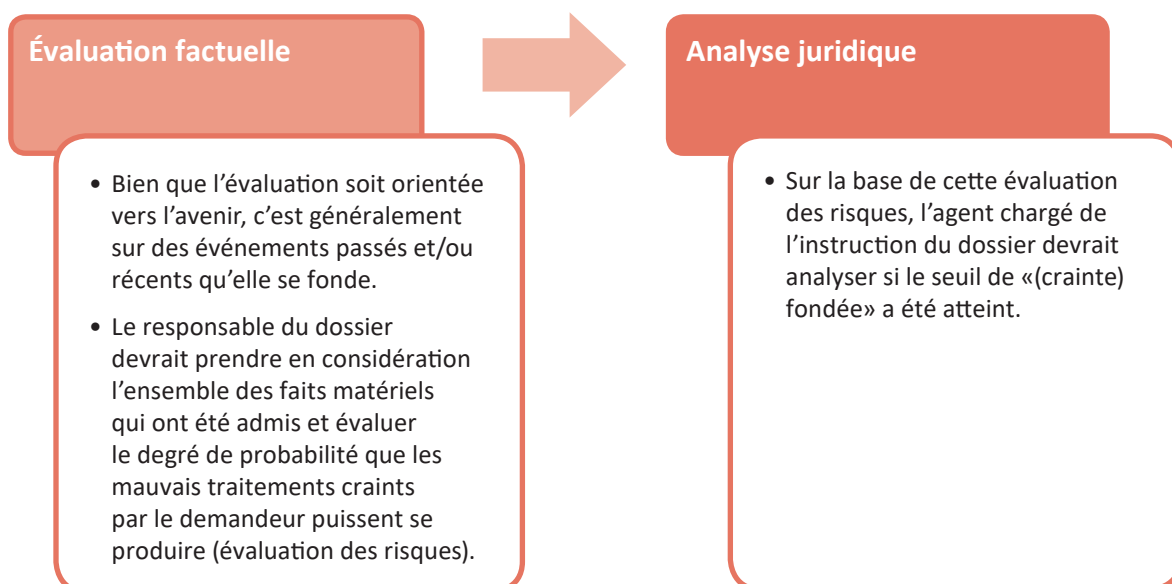 Évaluation factuelle
• Bien que l’évaluation soit orientée
vers l’avenir, c’est généralement
sur des événements passés et/ou
récents qu’elle se fonde.
• Le responsable du dossier
devrait prendre en considération
l’ensemble des faits matériels
qui ont été admis et évaluer
le degré de probabilité que les
mauvais traitements craints
par le demandeur puissent se
produire (évaluation des risques).
Analyse juridique
• Sur la base de cette évaluation
des risques, l’agent chargé de
l’instruction du dossier devrait
analyser si le seuil de «(crainte)
fondée» a été atteint.